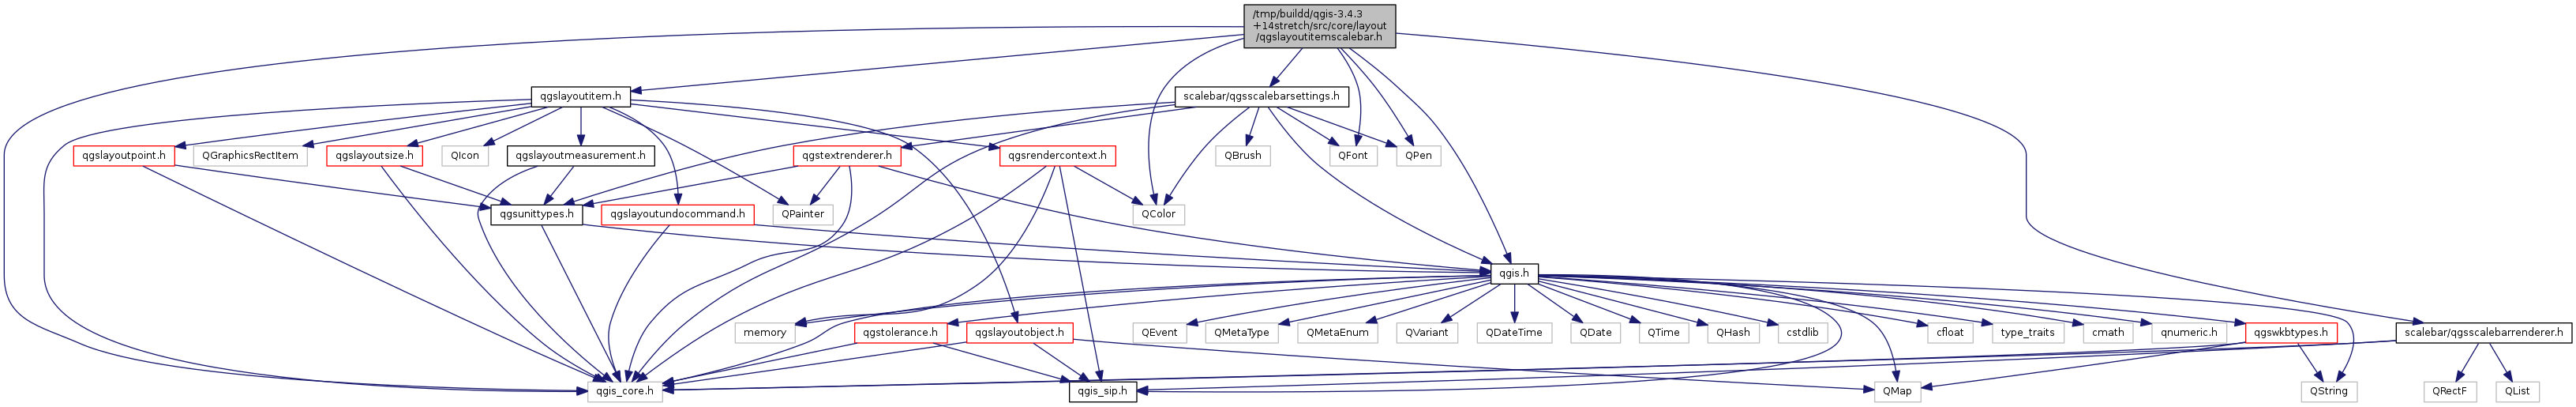 /tmp/buildd/qgis-3.4.3
+14stretch/src/core/layout
/qgslayoutitemscalebar.h
qgslayoutitem.h
scalebar/qgsscalebarsettings.h
qgslayoutpoint.h
QGraphicsRectItem
qgslayoutsize.h
QIcon
qgslayoutmeasurement.h
qgstextrenderer.h
qgsrendercontext.h
QBrush
QFont
QPen
qgsunittypes.h
qgslayoutundocommand.h
QPainter
QColor
qgis.h
memory
qgstolerance.h
qgslayoutobject.h
QEvent
QMetaType
QMetaEnum
QVariant
QDateTime
QDate
QTime
QHash
cstdlib
cfloat
type_traits
cmath
qnumeric.h
qgswkbtypes.h
scalebar/qgsscalebarrenderer.h
qgis_core.h
qgis_sip.h
QMap
QString
QRectF
QList